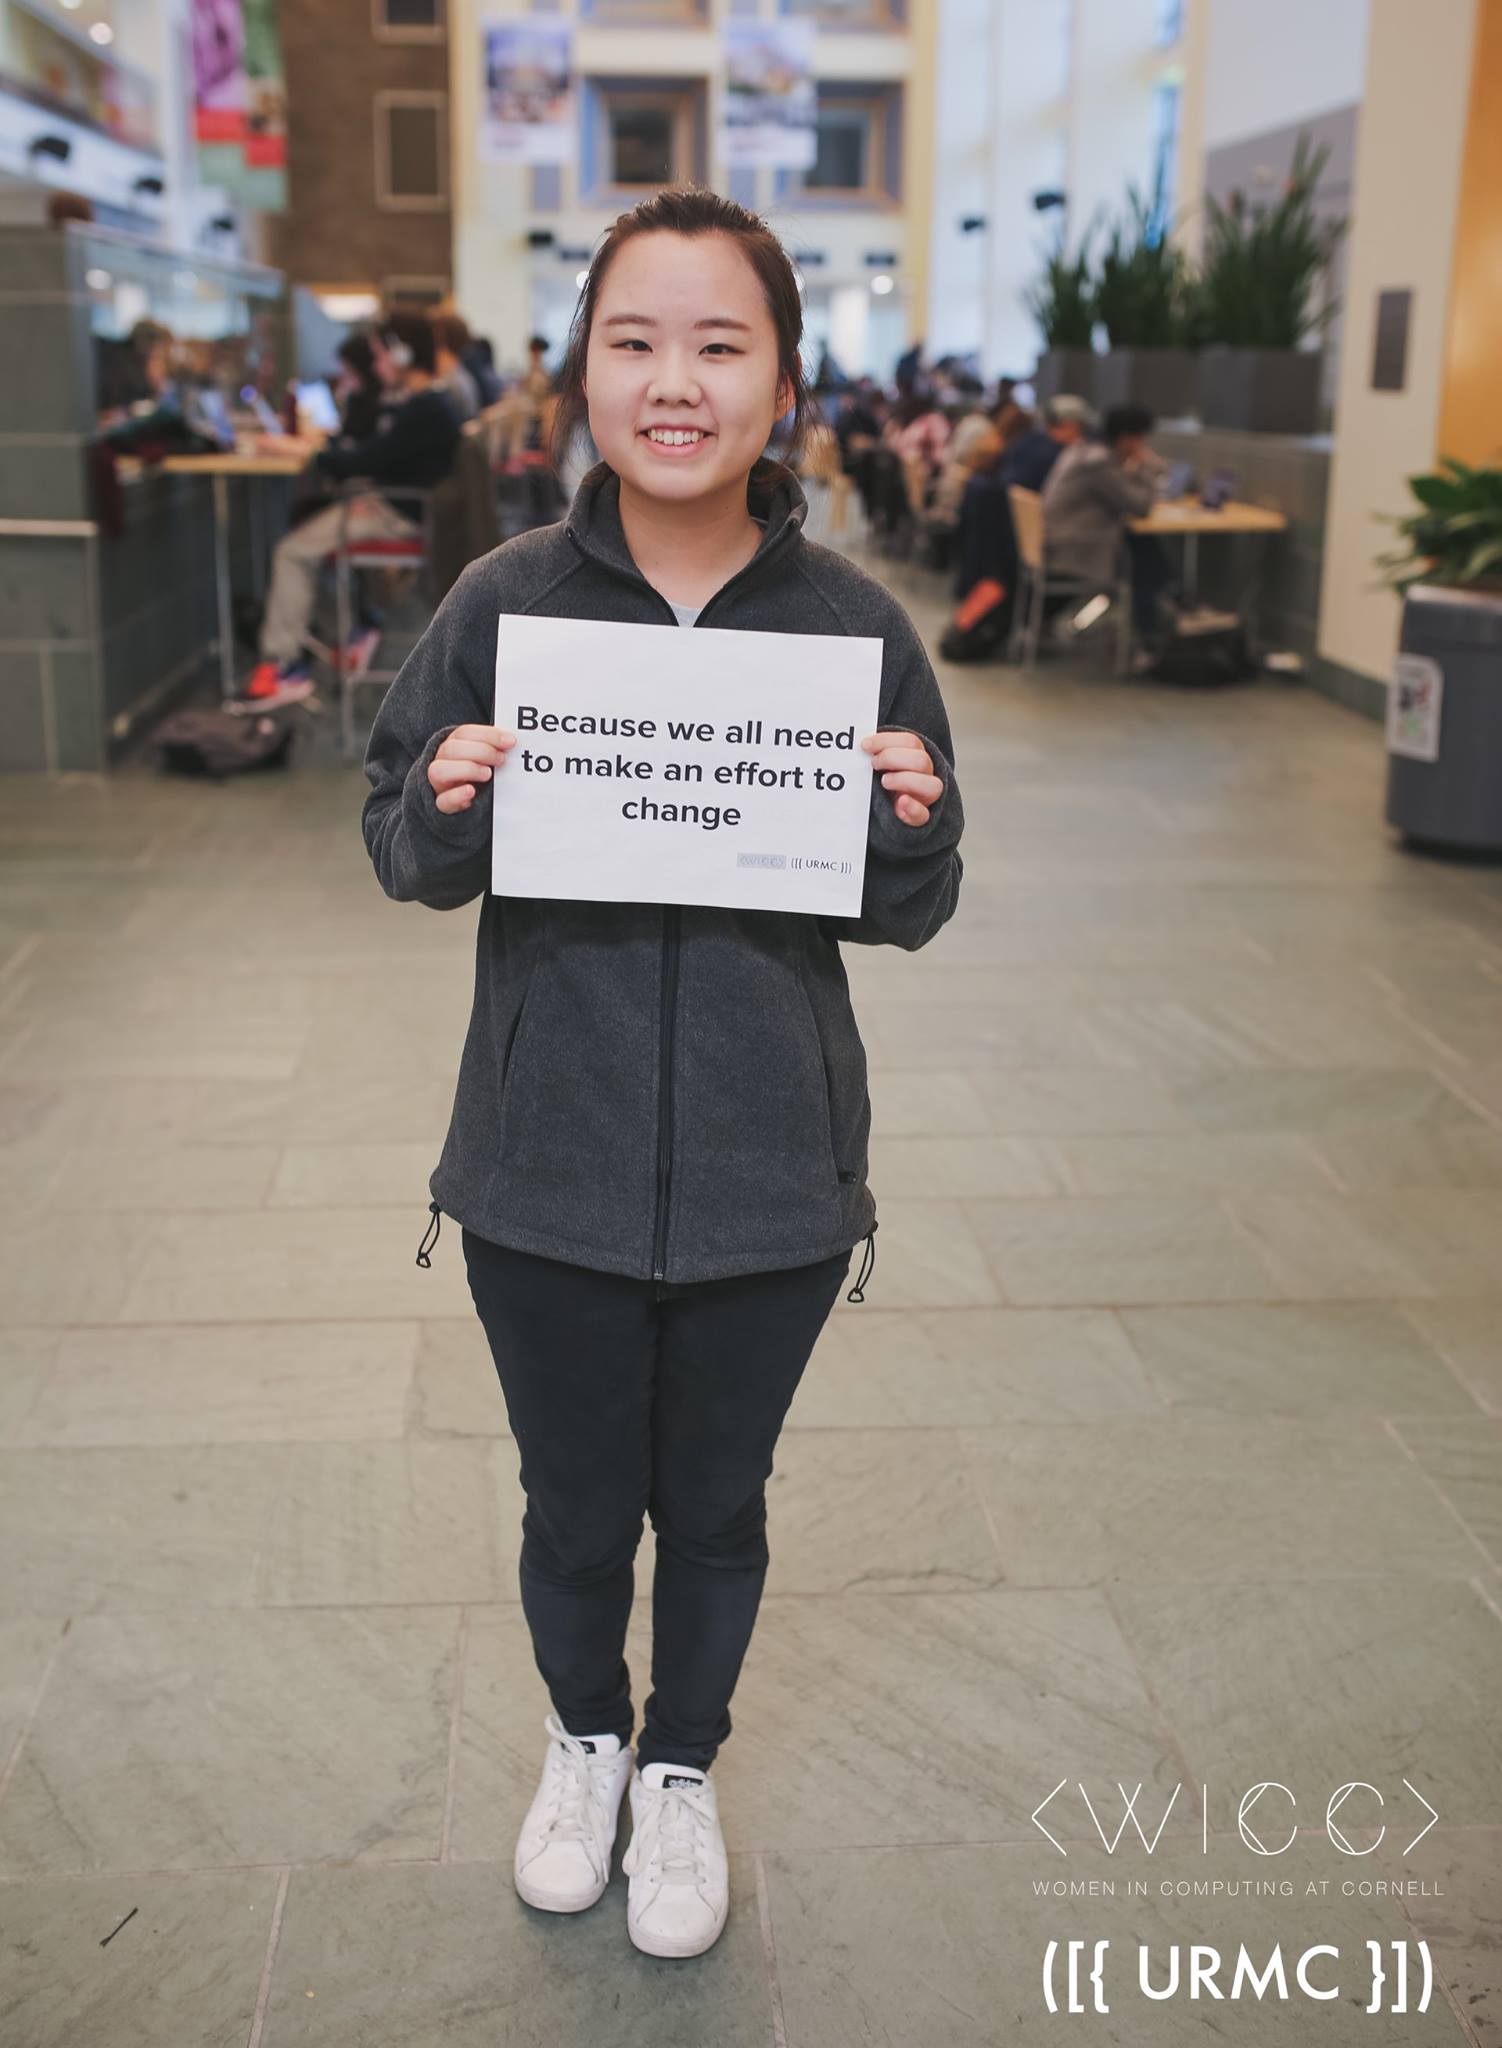 Because we all need
to make an effort to
change
<WICC> ([{ URMC }])
<WICC>
WOMEN IN COMPUTING AT CORNELL
([{ URMC }])